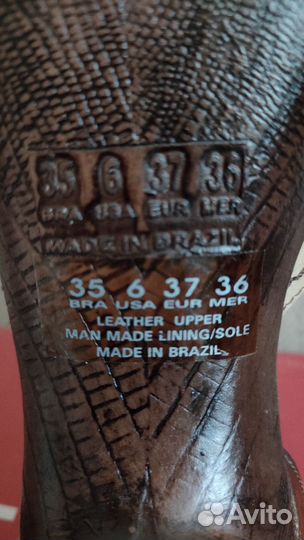 35 6 37 36
BRA USA EUR MER
MADE IN BRAZIL
35 6 37 36
BRA USA EUR MER
LEATHER UPPER
MAN MADE LINING/SOLE
MADE IN BRAZIL
Avito